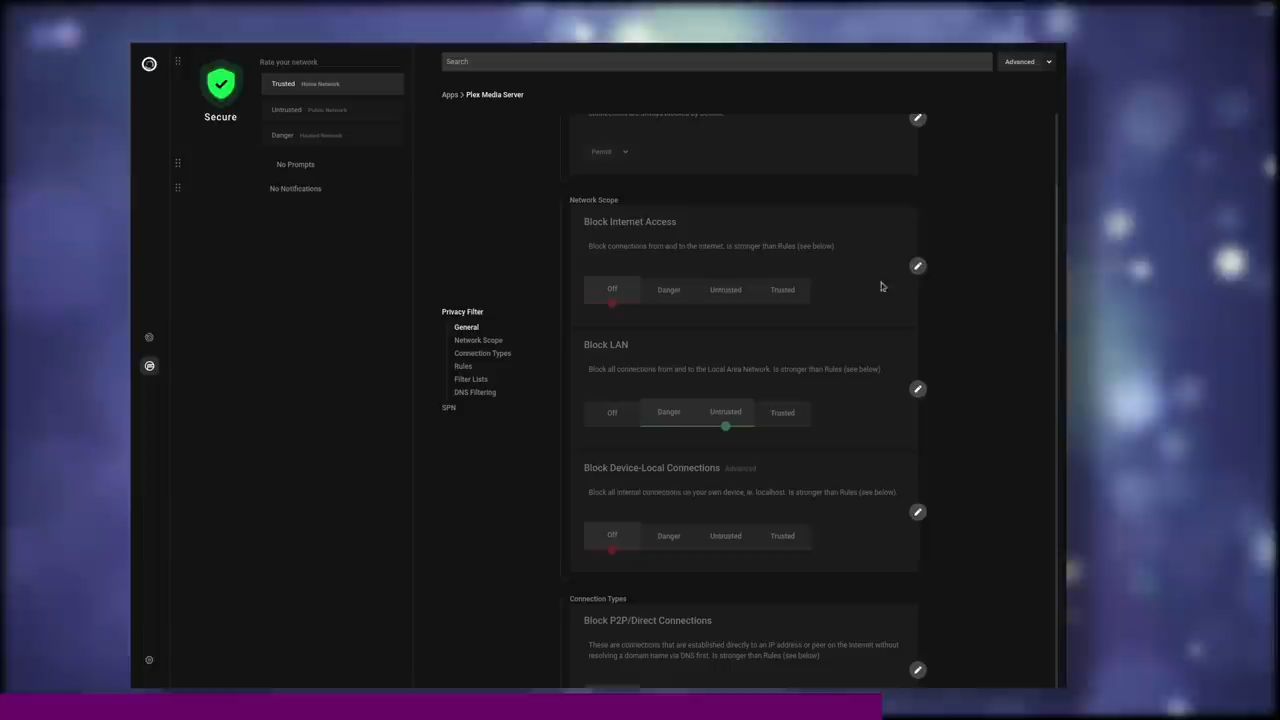 Rate your network
Trusted Home Network
Untrusted Public Network
Danger Hacked Network
Secure
No Prompts
No Notifications
Search
Advanced
Apps > Plex Media Server
Privacy Filter
General
Network Scope
Connection Types
Rules
Filter Lists
DNS Filtering
SPN
Permit
Network Scope
Block Internet Access
Block connections from and to the Internet. Is stronger than Rules (see below)
Off Danger Untrusted Trusted
Block LAN
Block all connections from and to the Local Area Network. Is stronger than Rules (see below)
Off Danger Untrusted Trusted
Block Device-Local Connections Advanced
Block all internal connections on your own device, ie. localhost. Is stronger than Rules (see below).
Off Danger Untrusted Trusted
Connection Types
Block P2P/Direct Connections
These are connections that are established directly to an IP address or peer on the Internet without
resolving a domain name via DNS first. Is stronger than Rules (see below)